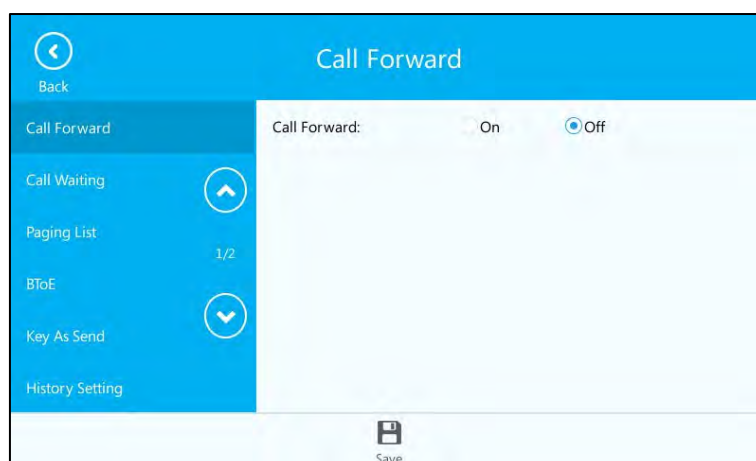 Call Forward
Back
Call Forward
Call Forward: On Off
Call Waiting
Paging List
1/2
BToE
Key As Send
History Setting
Save